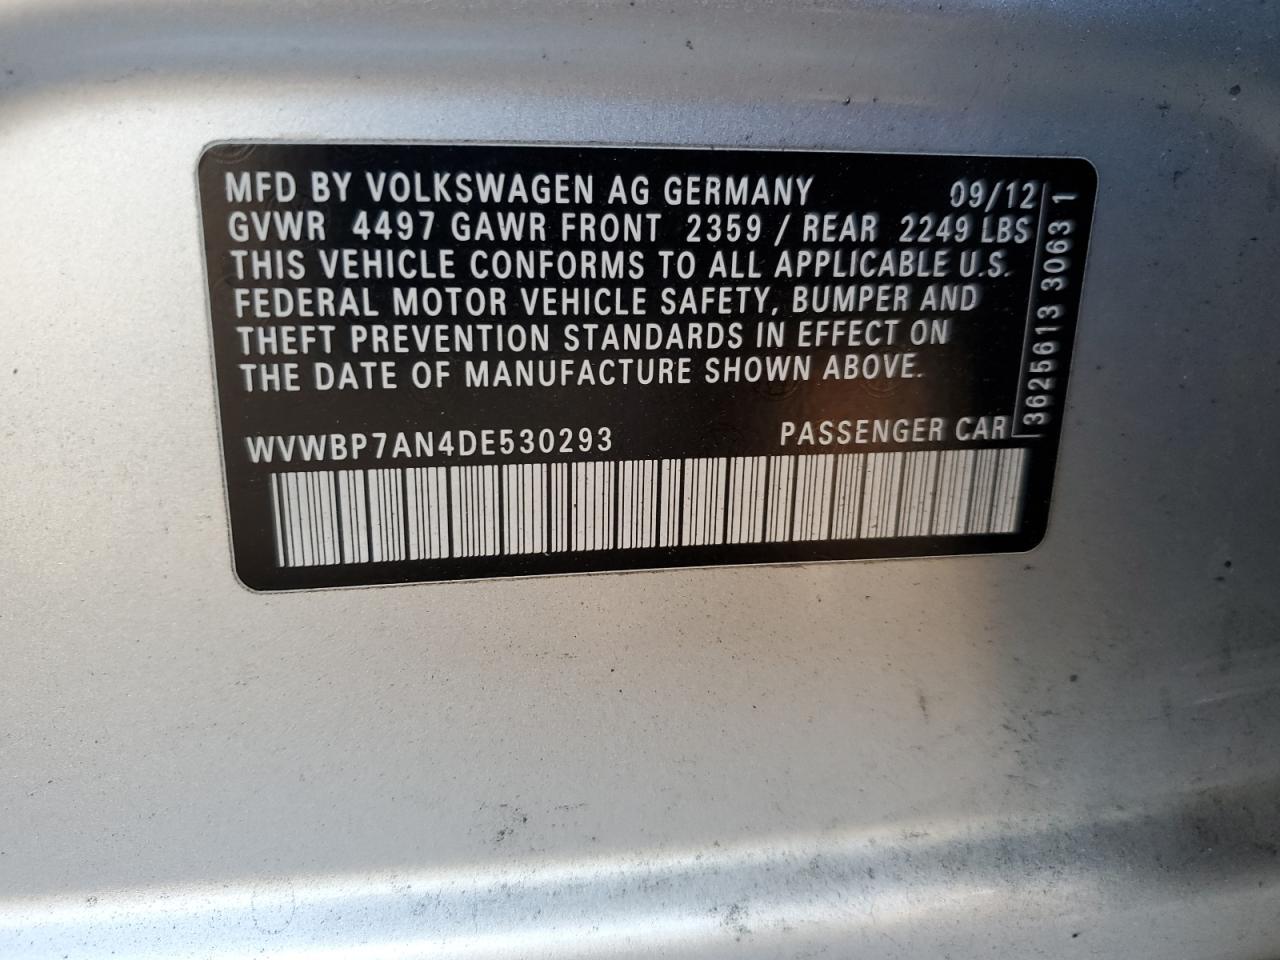 MFD BY VOLKSWAGEN AG GERMANY 09/12
GVWR 4497 GAWR FRONT 2359 / REAR 2249 LBS
THIS VEHICLE CONFORMS TO ALL APPLICABLE U.S.
FEDERAL MOTOR VEHICLE SAFETY, BUMPER AND
THEFT PREVENTION STANDARDS IN EFFECT ON
THE DATE OF MANUFACTURE SHOWN ABOVE.
WVWBP7AN4DE530293 PASSENGER CAR
3625613 30631